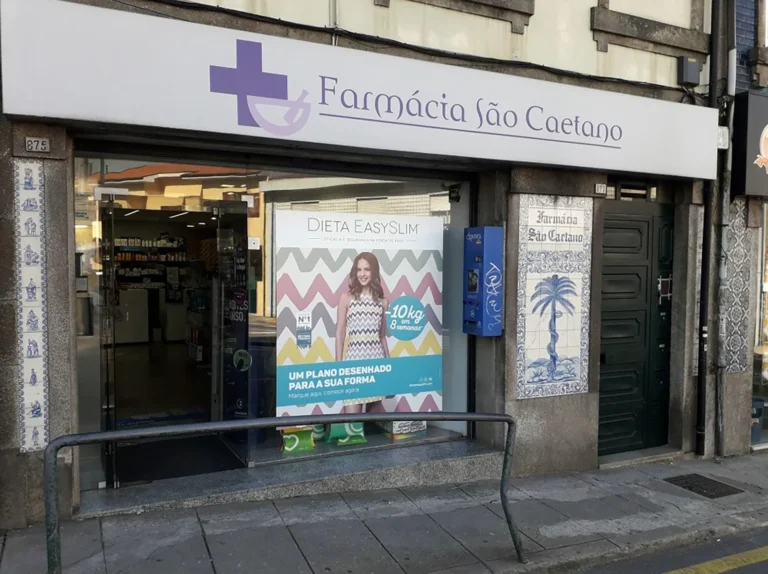 Farmácia São Caetano
875
Farmácia
São Caetano
DIETA EASYSLIM
Nº1
-10kg
em
8 semanas
UM PLANO DESENHADO
PARA A SUA FORMA
Marque aqui, comece agora.